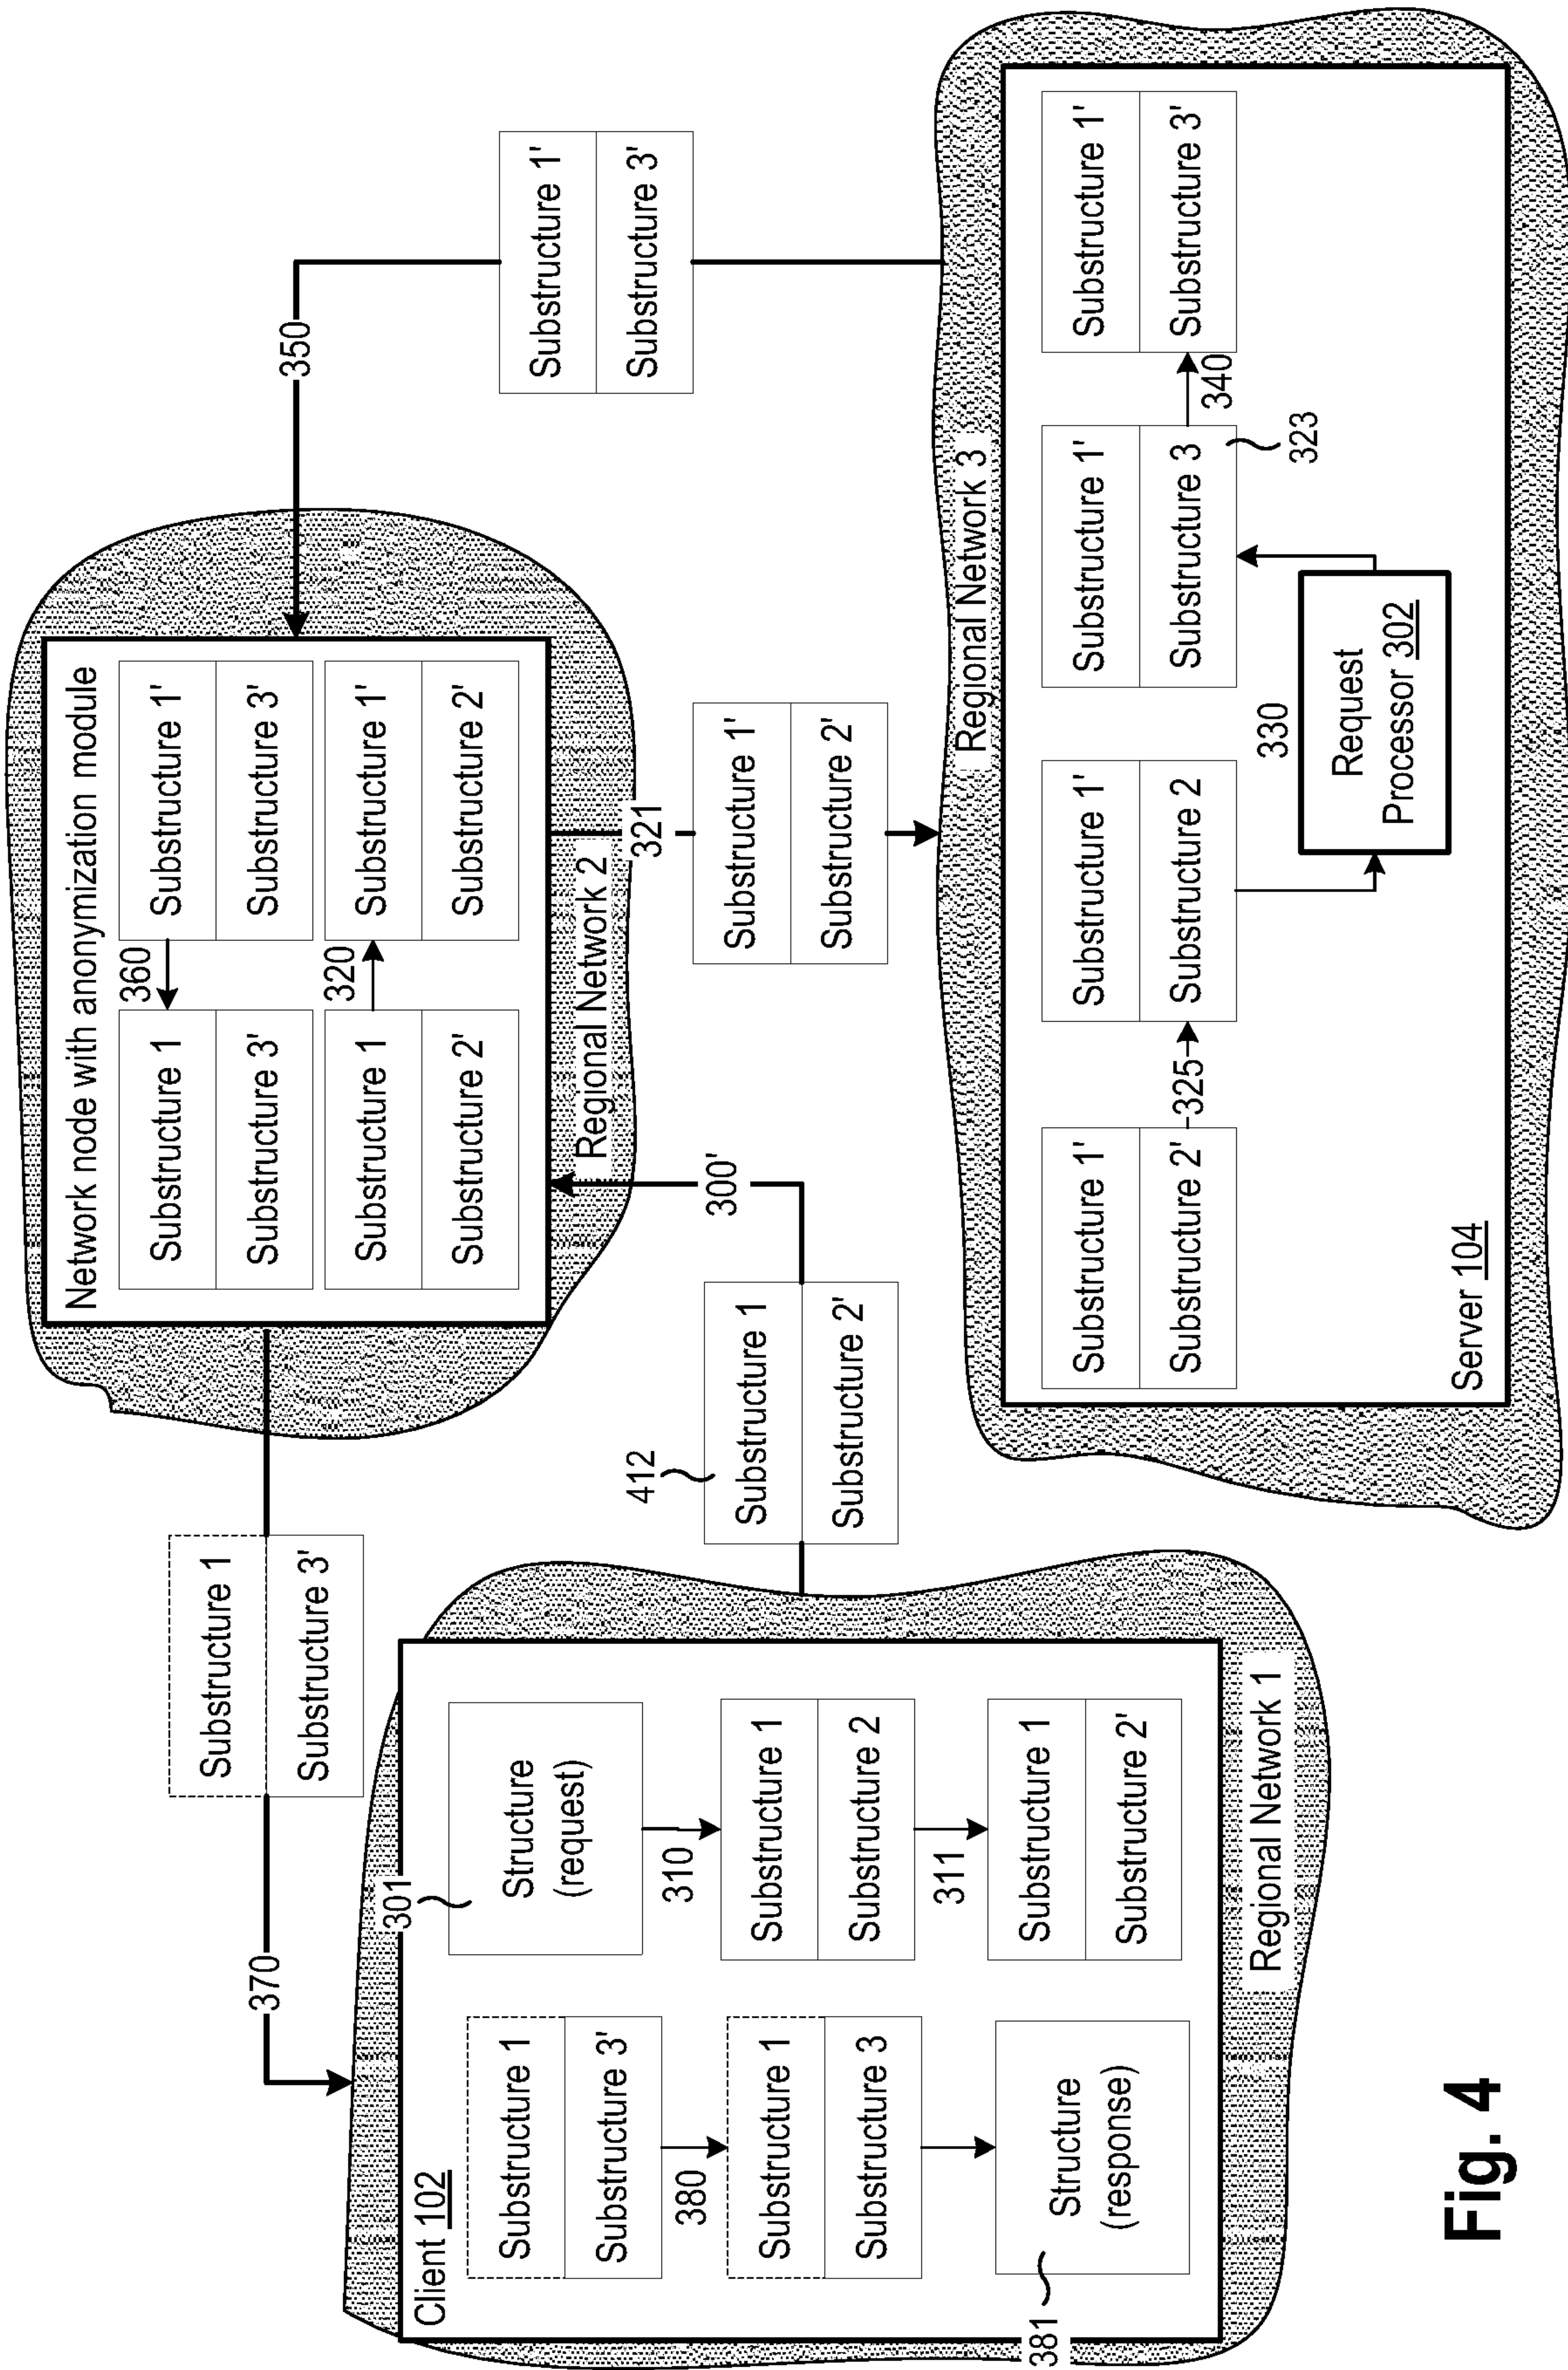 Client 102
Substructure 1
Substructure 3'
380
Substructure 1
Substructure 3
Structure
(response)
381
301
Structure
(request)
310
Substructure 1
Substructure 2
311
Substructure 1
Substructure 2'
Regional Network 1
370
Substructure 1
Substructure 3'
412
Substructure 1
Substructure 2'
300'
Network node with anonymization module
Substructure 1
Substructure 3'
360
Substructure 1'
Substructure 3'
Substructure 1
Substructure 2'
320
Substructure 1'
Substructure 2'
Regional Network 2
321
Substructure 1'
Substructure 2'
350
Substructure 1'
Substructure 3'
Regional Network 3
Substructure 1'
Substructure 2'
325
Substructure 1'
Substructure 2
330
Request
Processor 302
Substructure 1'
Substructure 3
323
340
Substructure 1'
Substructure 3'
Server 104
Fig. 4